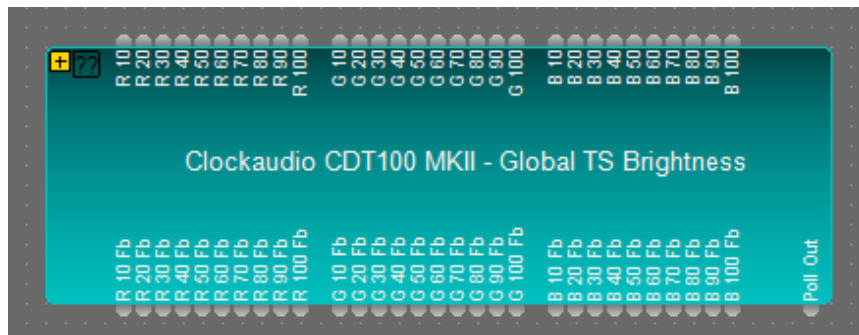 + ?? R 10 R 20 R 30 R 40 R 50 R 60 R 70 R 80 R 90 R 100 G 10 G 20 G 30 G 40 G 50 G 60 G 70 G 80 G 90 G 100 B 10 B 20 B 30 B 40 B 50 B 60 B 70 B 80 B 90 B 100
Clockaudio CDT100 MKII - Global TS Brightness
R 10 Fb R 20 Fb R 30 Fb R 40 Fb R 50 Fb R 60 Fb R 70 Fb R 80 Fb R 90 Fb R 100 Fb G 10 Fb G 20 Fb G 30 Fb G 40 Fb G 50 Fb G 60 Fb G 70 Fb G 80 Fb G 90 Fb G 100 Fb B 10 Fb B 20 Fb B 30 Fb B 40 Fb B 50 Fb B 60 Fb B 70 Fb B 80 Fb B 90 Fb B 100 Fb Poll Out